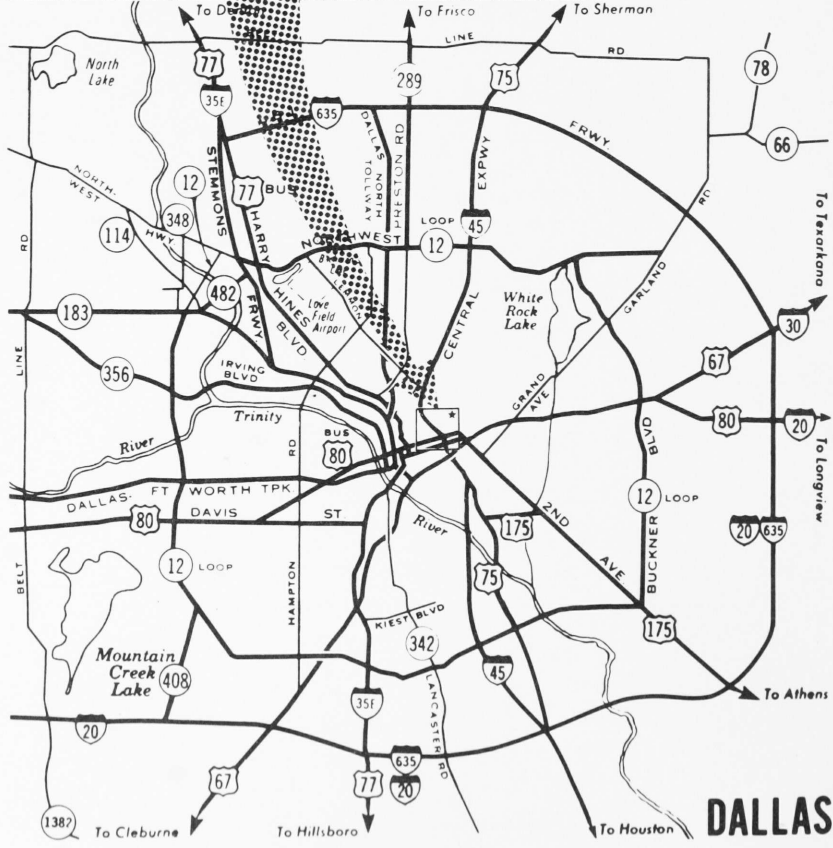 To Frisco
To Sherman
LINE
RD
North
Lake
77
35E
289
75
78
635
66
FRWY.
DALLAS NORTH
TOLLWAY
PRESTON RD
EXPWY
STEMMONS
12
77
BUS
HARRY
NORTH-
WEST
HWY
348
114
45
LOOP
12
NORTHWEST
RD
RD
To Texarkana
482
FRWY.
HINES
BLVD
Love
Field
Airport
CENTRAL
White
Rock
Lake
GARLAND
183
30
LINE
356
IRVING
BLVD
67
GRAND
AVE
Trinity
River
RD
BUS
80
80
20
To Longview
BLVD
DALLAS-
FT
WORTH
TPK.
80
DAVIS
ST.
River
175
2ND
AVE
12
LOOP
BUCKNER
20
635
12
LOOP
BELT
HAMPTON
75
KIEST BLVD
342
175
Mountain
Creek
Lake
408
35E
45
LANCASTER RD
To Athens
20
635
67
77
20
1382
To Cleburne
To Hillsboro
To Houston
DALLAS